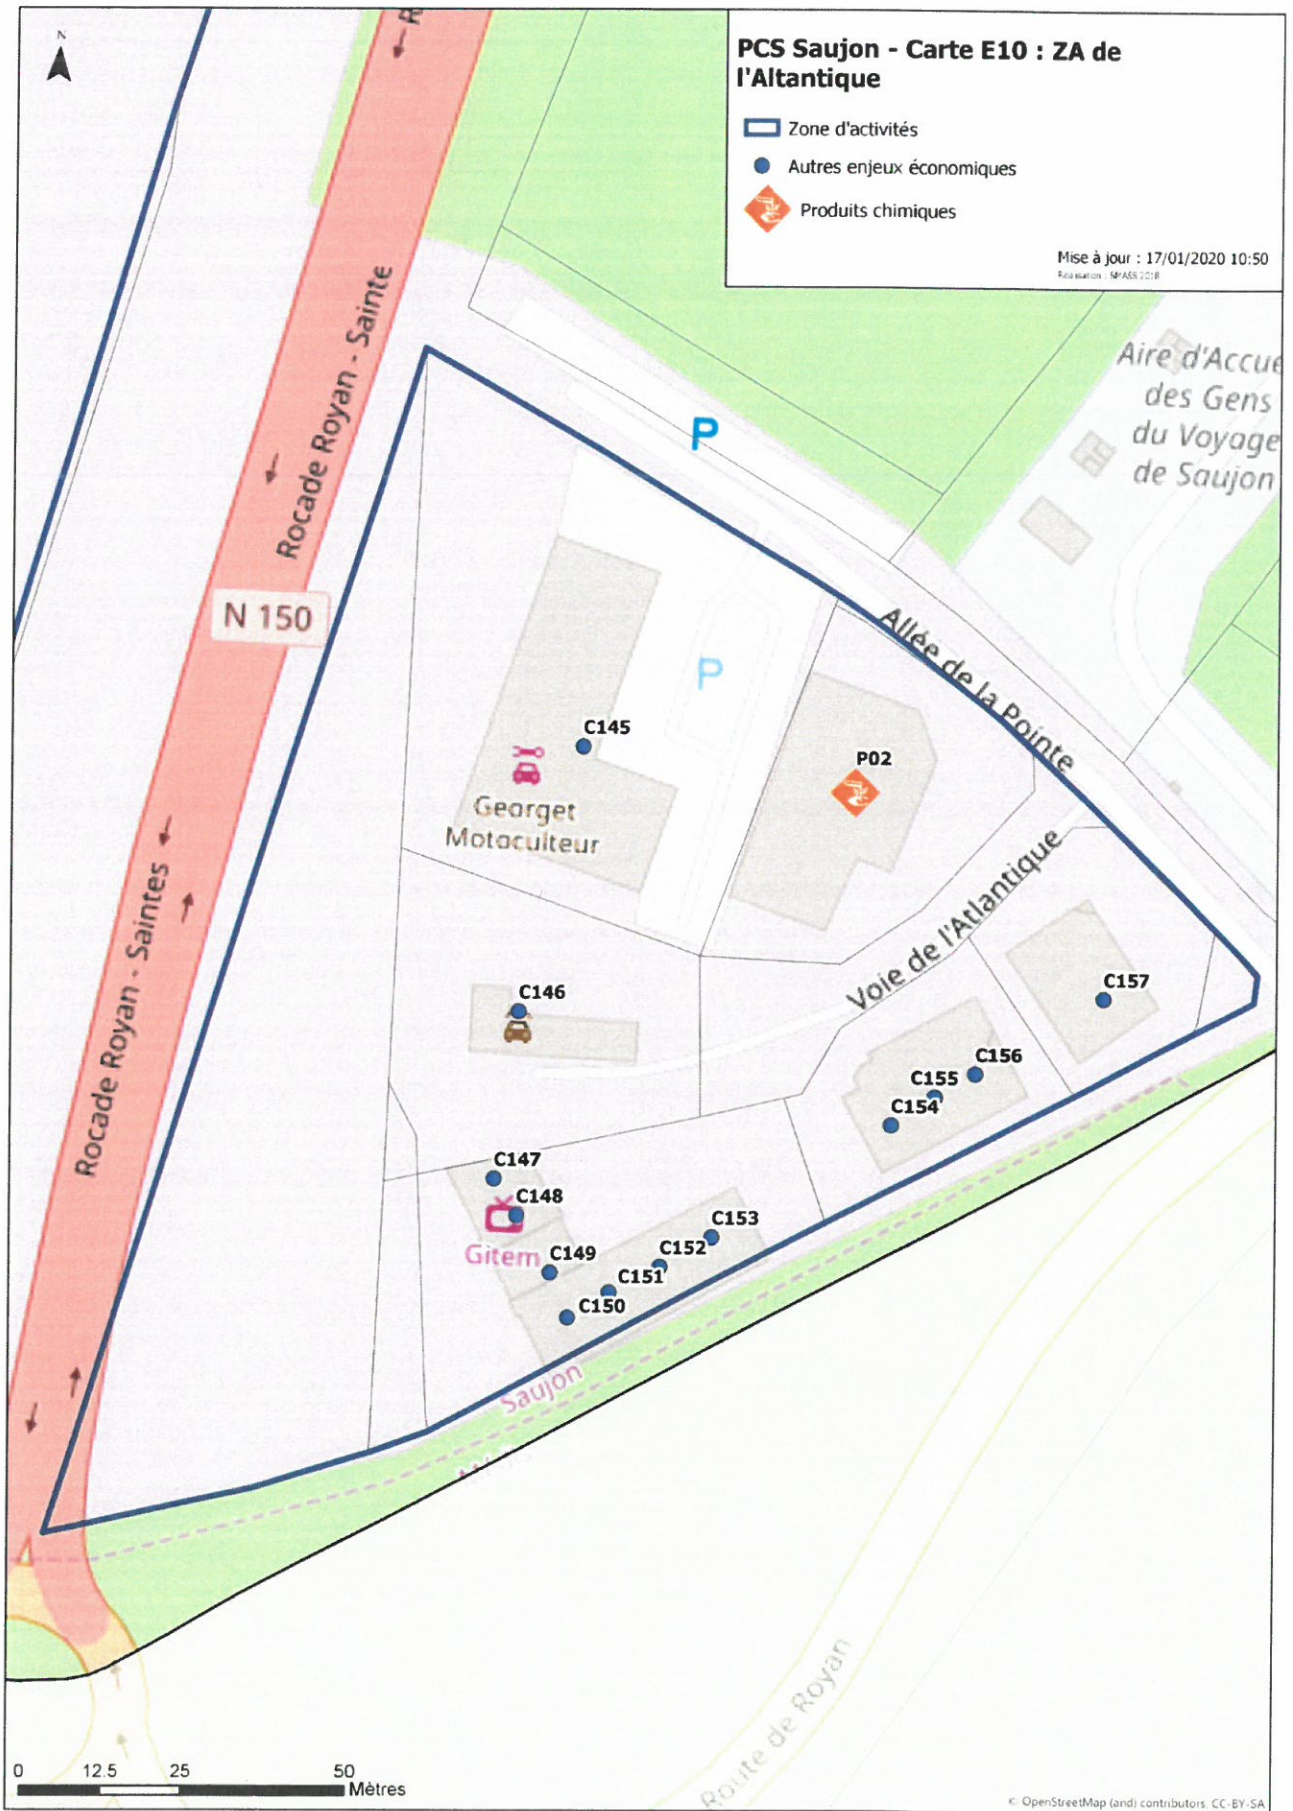 N
PCS Saujon - Carte E10 : ZA de
l'Altantique
Zone d'activités
Autres enjeux économiques
Produits chimiques
Mise à jour : 17/01/2020 10:50
Réalisation : SMASS 2018
R
Rocade Royan - Sainte
N 150
Rocade Royan - Saintes
Aire d'Accue
des Gens
du Voyage
de Saujon
P
P
Allée de la Pointe
C145
P02
Georget
Motoculteur
Voie de l'Atlantique
C146
C157
C156
C155
C154
C147
C148
Gitem
C149
C153
C152
C151
C150
Saujon
Route de Royan
0 12.5 25 50
Mètres
© OpenStreetMap (and) contributors, CC-BY-SA